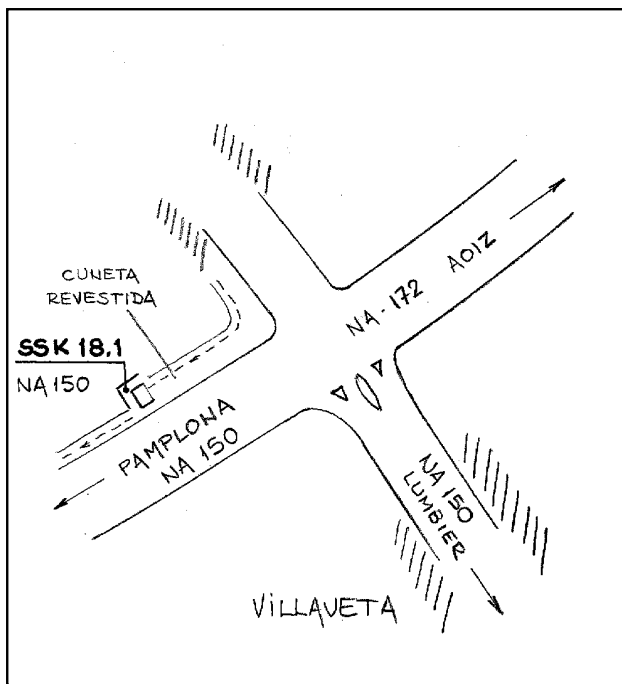 CUNETA
REVESTIDA
SSK 18.1
NA 150
PAMPLONA
NA 150
NA-172 AOIZ
NA 150
LUMBIER
VILLAVETA